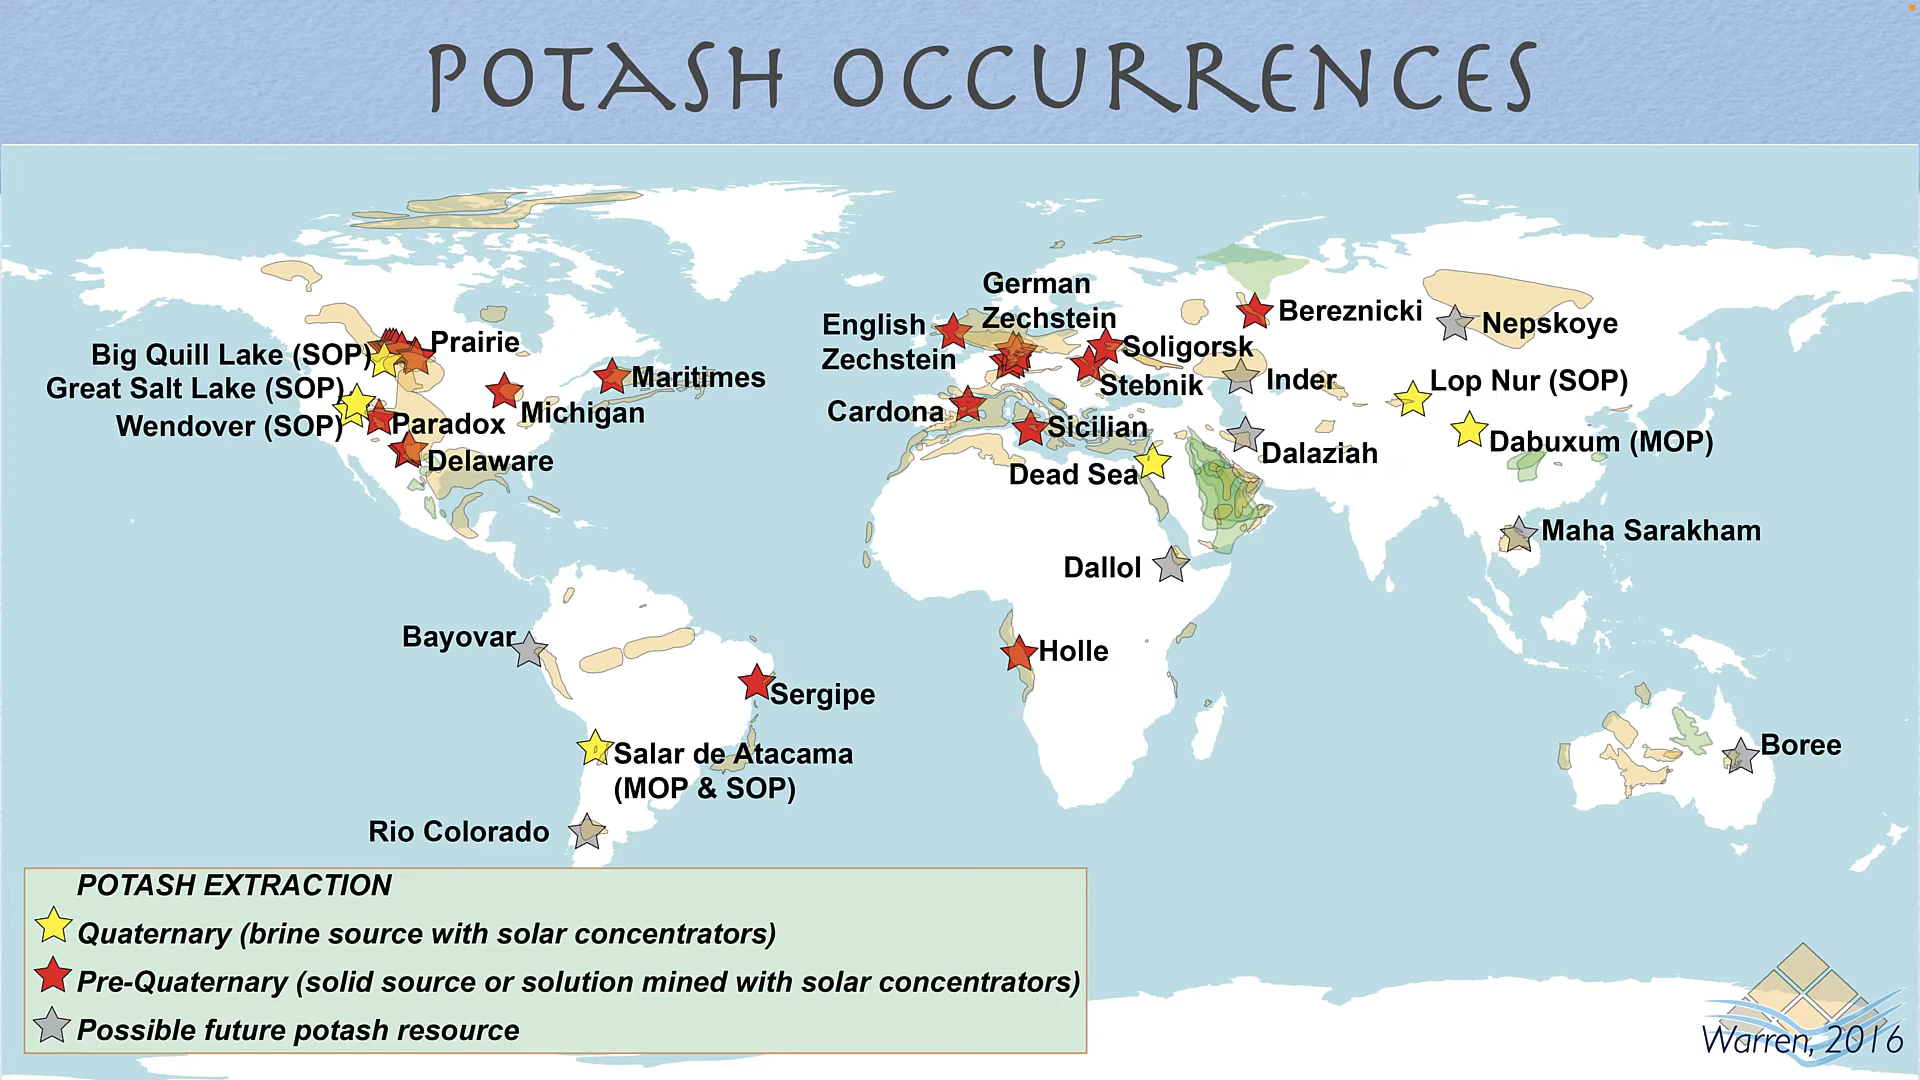 POTASH OCCURRENCES
German
Zechstein
English
Zechstein
Bereznicki
Nepskoye
Prairie
Big Quill Lake (SOP)
Soligorsk
Great Salt Lake (SOP)
Maritimes
Stebnik
Inder
Lop Nur (SOP)
Wendover (SOP)
Paradox
Michigan
Cardona
Sicilian
Dabuxum (MOP)
Delaware
Dead Sea
Dalaziah
Maha Sarakham
Dallol
Bayovar
Holle
Sergipe
Salar de Atacama
(MOP & SOP)
Boree
Rio Colorado
POTASH EXTRACTION
Quaternary (brine source with solar concentrators)
Pre-Quaternary (solid source or solution mined with solar concentrators)
Possible future potash resource
Warren, 2016